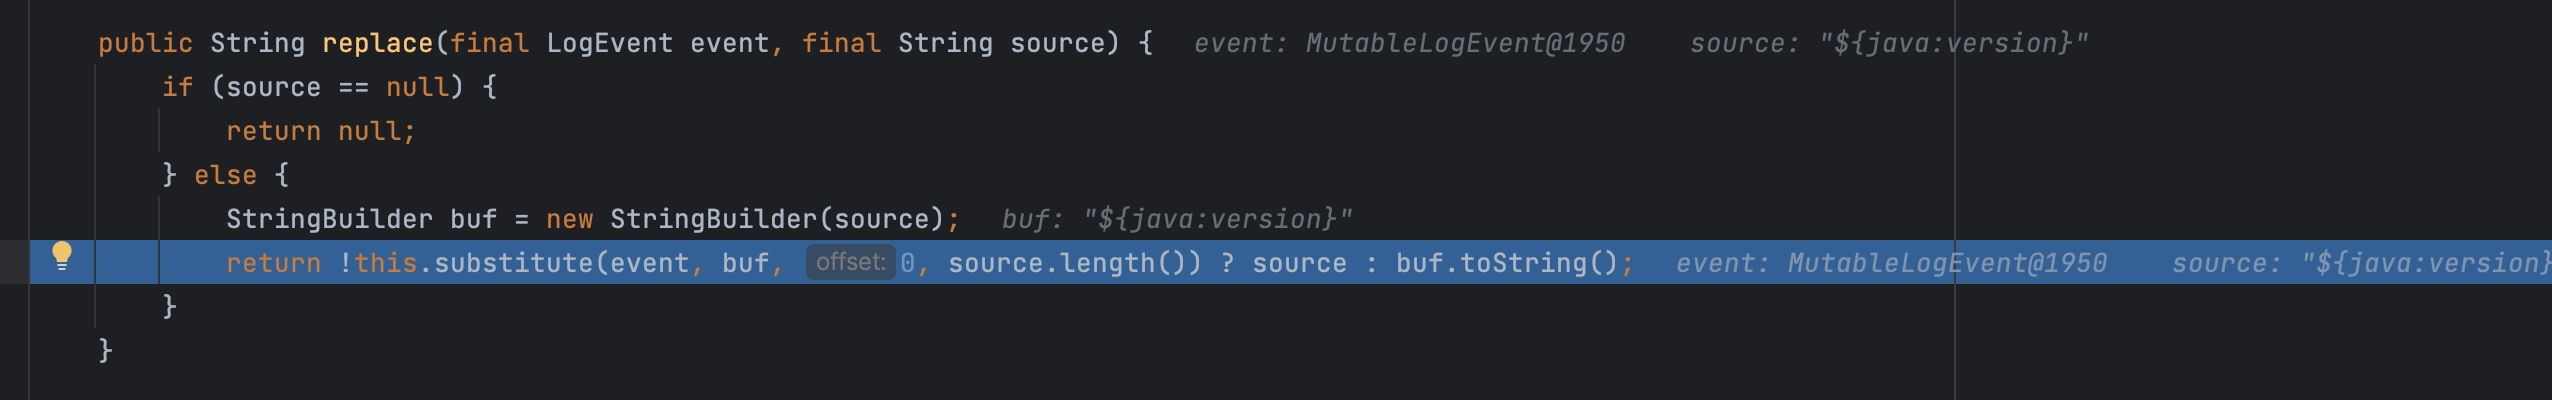 public String replace(final LogEvent event, final String source) {   event: MutableLogEvent@1950    source: "${java:version}"
    if (source == null) {
        return null;
    } else {
        StringBuilder buf = new StringBuilder(source);   buf: "${java:version}"
        return !this.substitute(event, buf, offset: 0, source.length()) ? source : buf.toString();   event: MutableLogEvent@1950    source: "${java:version}
    }
}